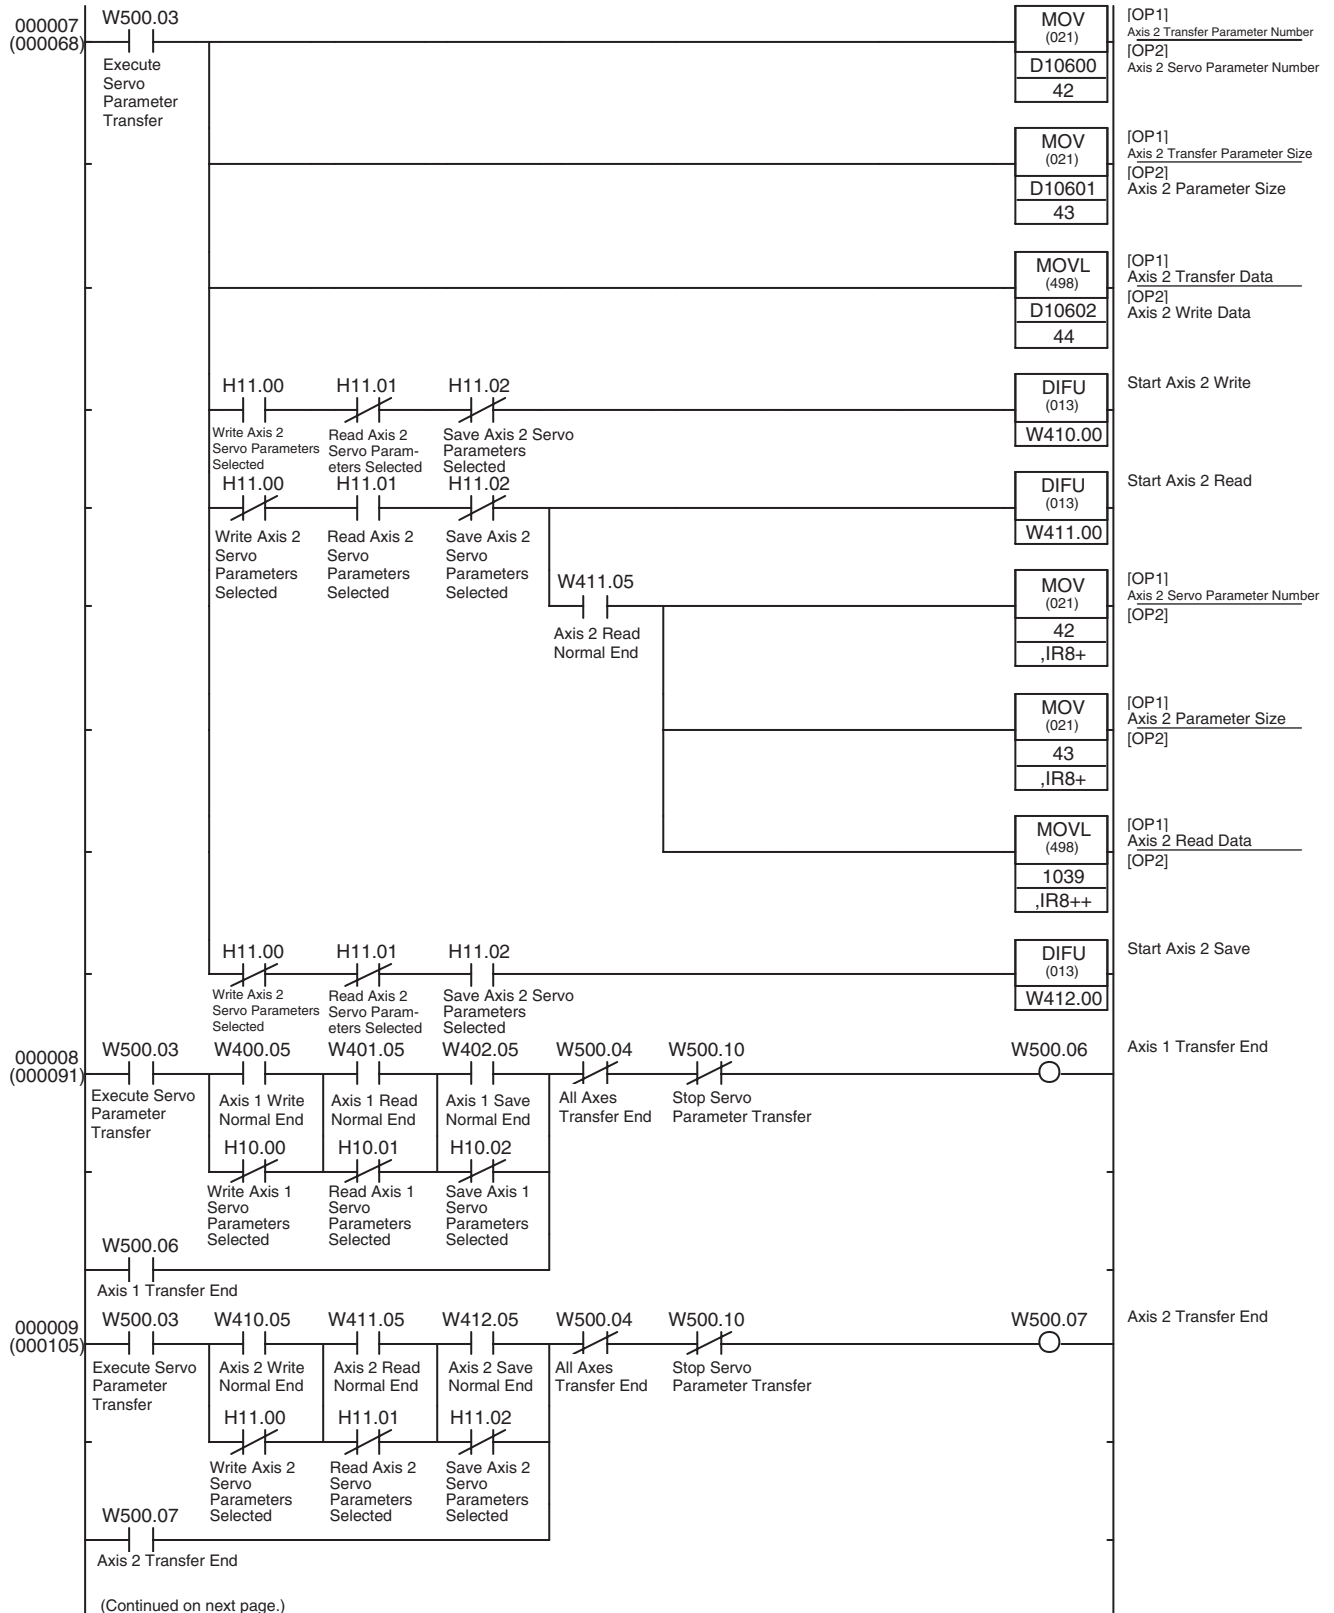 000007
(000068)
W500.03
Execute
Servo
Parameter
Transfer
MOV
(021)
D10600
42
[OP1]
Axis 2 Transfer Parameter Number
[OP2]
Axis 2 Servo Parameter Number
MOV
(021)
D10601
43
[OP1]
Axis 2 Transfer Parameter Size
[OP2]
Axis 2 Parameter Size
MOVL
(498)
D10602
44
[OP1]
Axis 2 Transfer Data
[OP2]
Axis 2 Write Data
H11.00 H11.01 H11.02
Write Axis 2
Servo Parameters
Selected
Read Axis 2
Servo Param-
eters Selected
Save Axis 2 Servo
Parameters
Selected
DIFU
(013)
W410.00
Start Axis 2 Write
H11.00 H11.01 H11.02
Write Axis 2
Servo
Parameters
Selected
Read Axis 2
Servo
Parameters
Selected
Save Axis 2
Servo
Parameters
Selected
DIFU
(013)
W411.00
Start Axis 2 Read
W411.05
Axis 2 Read
Normal End
MOV
(021)
42
,IR8+
[OP1]
Axis 2 Servo Parameter Number
[OP2]
MOV
(021)
43
,IR8+
[OP1]
Axis 2 Parameter Size
[OP2]
MOVL
(498)
1039
,IR8++
[OP1]
Axis 2 Read Data
[OP2]
H11.00 H11.01 H11.02
Write Axis 2
Servo Parameters
Selected
Read Axis 2
Servo Param-
eters Selected
Save Axis 2 Servo
Parameters
Selected
DIFU
(013)
W412.00
Start Axis 2 Save
000008
(000091)
W500.03 W400.05 W401.05 W402.05 W500.04 W500.10 W500.06
Axis 1 Transfer End
Execute Servo
Parameter
Transfer
Axis 1 Write
Normal End
Axis 1 Read
Normal End
Axis 1 Save
Normal End
All Axes
Transfer End
Stop Servo
Parameter Transfer
H10.00 H10.01 H10.02
Write Axis 1
Servo
Parameters
Selected
Read Axis 1
Servo
Parameters
Selected
Save Axis 1
Servo
Parameters
Selected
W500.06
Axis 1 Transfer End
000009
(000105)
W500.03 W410.05 W411.05 W412.05 W500.04 W500.10 W500.07
Axis 2 Transfer End
Execute Servo
Parameter
Transfer
Axis 2 Write
Normal End
Axis 2 Read
Normal End
Axis 2 Save
Normal End
All Axes
Transfer End
Stop Servo
Parameter Transfer
H11.00 H11.01 H11.02
Write Axis 2
Servo
Parameters
Selected
Read Axis 2
Servo
Parameters
Selected
Save Axis 2
Servo
Parameters
Selected
W500.07
Axis 2 Transfer End
(Continued on next page.)